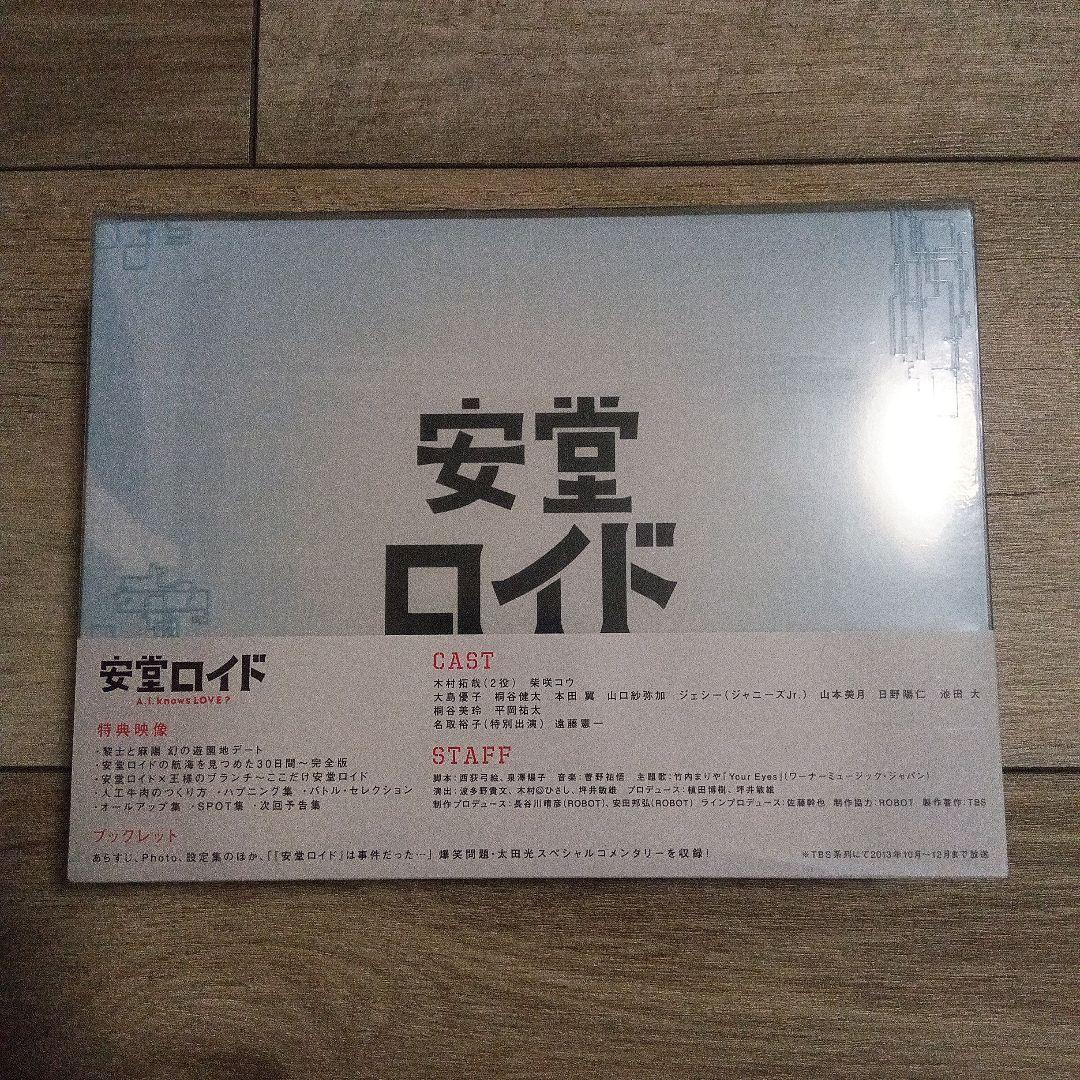 安堂
ロイド
安堂ロイド
A.I. knows LOVE?
特典映像
・黎士と麻陽 幻の遊園地デート
・安堂ロイドの航海を見つめた30日間～完全版
・安堂ロイド×王様のブランチ～ここだけ安堂ロイド
・人工牛肉のつくり方 ・ハプニング集 ・バトル・セレクション
・オールアップ集 ・SPOT集 ・次回予告集
ブックレット
あらすじ、Photo、設定集のほか、「『安堂ロイド』は事件だった…」爆笑問題・太田光スペシャルコメンタリーを収録！
CAST
木村拓哉（2役） 柴咲コウ
大島優子 桐谷健太 本田 翼 山口紗弥加 ジェシー（ジャニーズJr.） 山本美月 日野陽仁 池田 大
桐谷美玲 平岡祐太
名取裕子（特別出演） 遠藤憲一
STAFF
脚本：西荻弓絵、泉澤陽子 音楽：菅野祐悟 主題歌：竹内まりや「Your Eyes」（ワーナーミュージック・ジャパン）
演出：波多野貴文、木村ひさし、坪井敏雄 プロデュース：植田博樹、坪井敏雄
制作プロデュース：長谷川晴彦（ROBOT）、安田邦弘（ROBOT） ラインプロデュース：佐藤幹也 制作協力：ROBOT 製作著作：TBS
※TBS系列にて2013年10月～12月まで放送